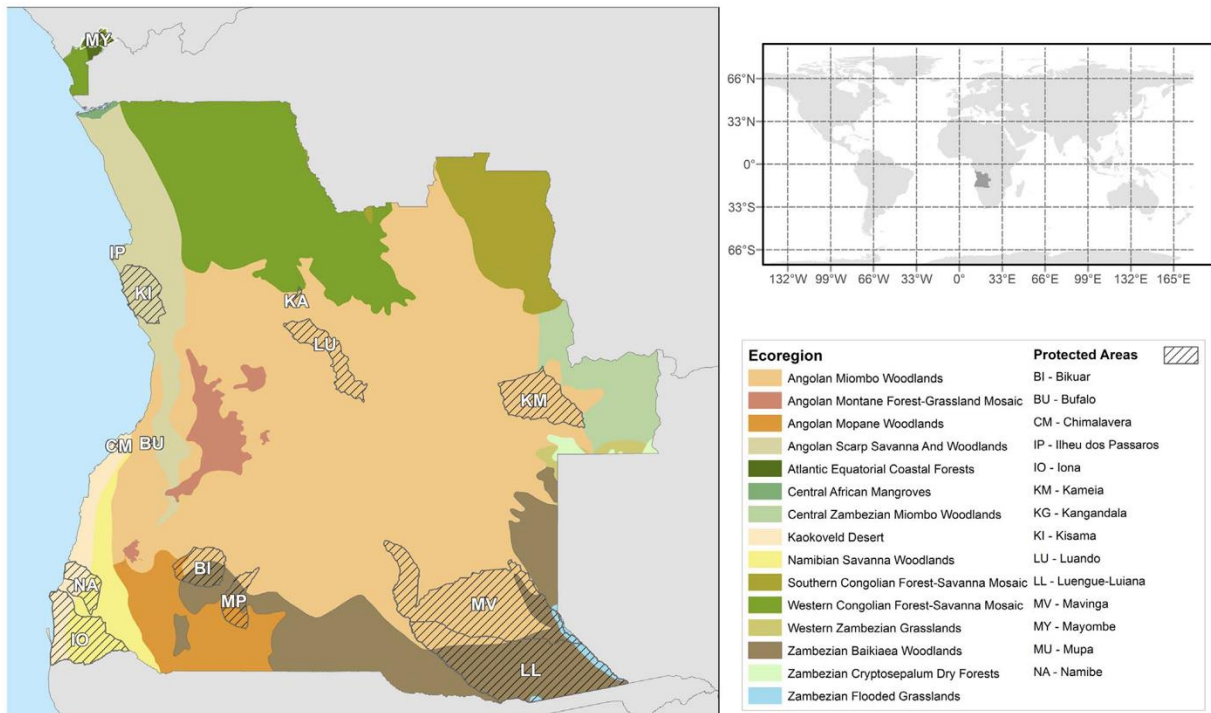 MY
IP
KI
KA
LU
KM
CM
BU
NA
BI
MP
IO
MV
LL
66°N
33°N
0°
33°S
66°S
132°W 99°W 66°W 33°W 0° 33°E 66°E 99°E 132°E 165°E
Ecoregion
Angolan Miombo Woodlands
Angolan Montane Forest-Grassland Mosaic
Angolan Mopane Woodlands
Angolan Scarp Savanna And Woodlands
Atlantic Equatorial Coastal Forests
Central African Mangroves
Central Zambezian Miombo Woodlands
Kaokoveld Desert
Namibian Savanna Woodlands
Southern Congolian Forest-Savanna Mosaic
Western Congolian Forest-Savanna Mosaic
Western Zambezian Grasslands
Zambezian Baikiaea Woodlands
Zambezian Cryptosepalum Dry Forests
Zambezian Flooded Grasslands
Protected Areas
BI - Bikuar
BU - Bufalo
CM - Chimalavera
IP - Ilheu dos Passaros
IO - Iona
KM - Kameia
KG - Kangandala
KI - Kisama
LU - Luando
LL - Luengue-Luiana
MV - Mavinga
MY - Mayombe
MU - Mupa
NA - Namibe